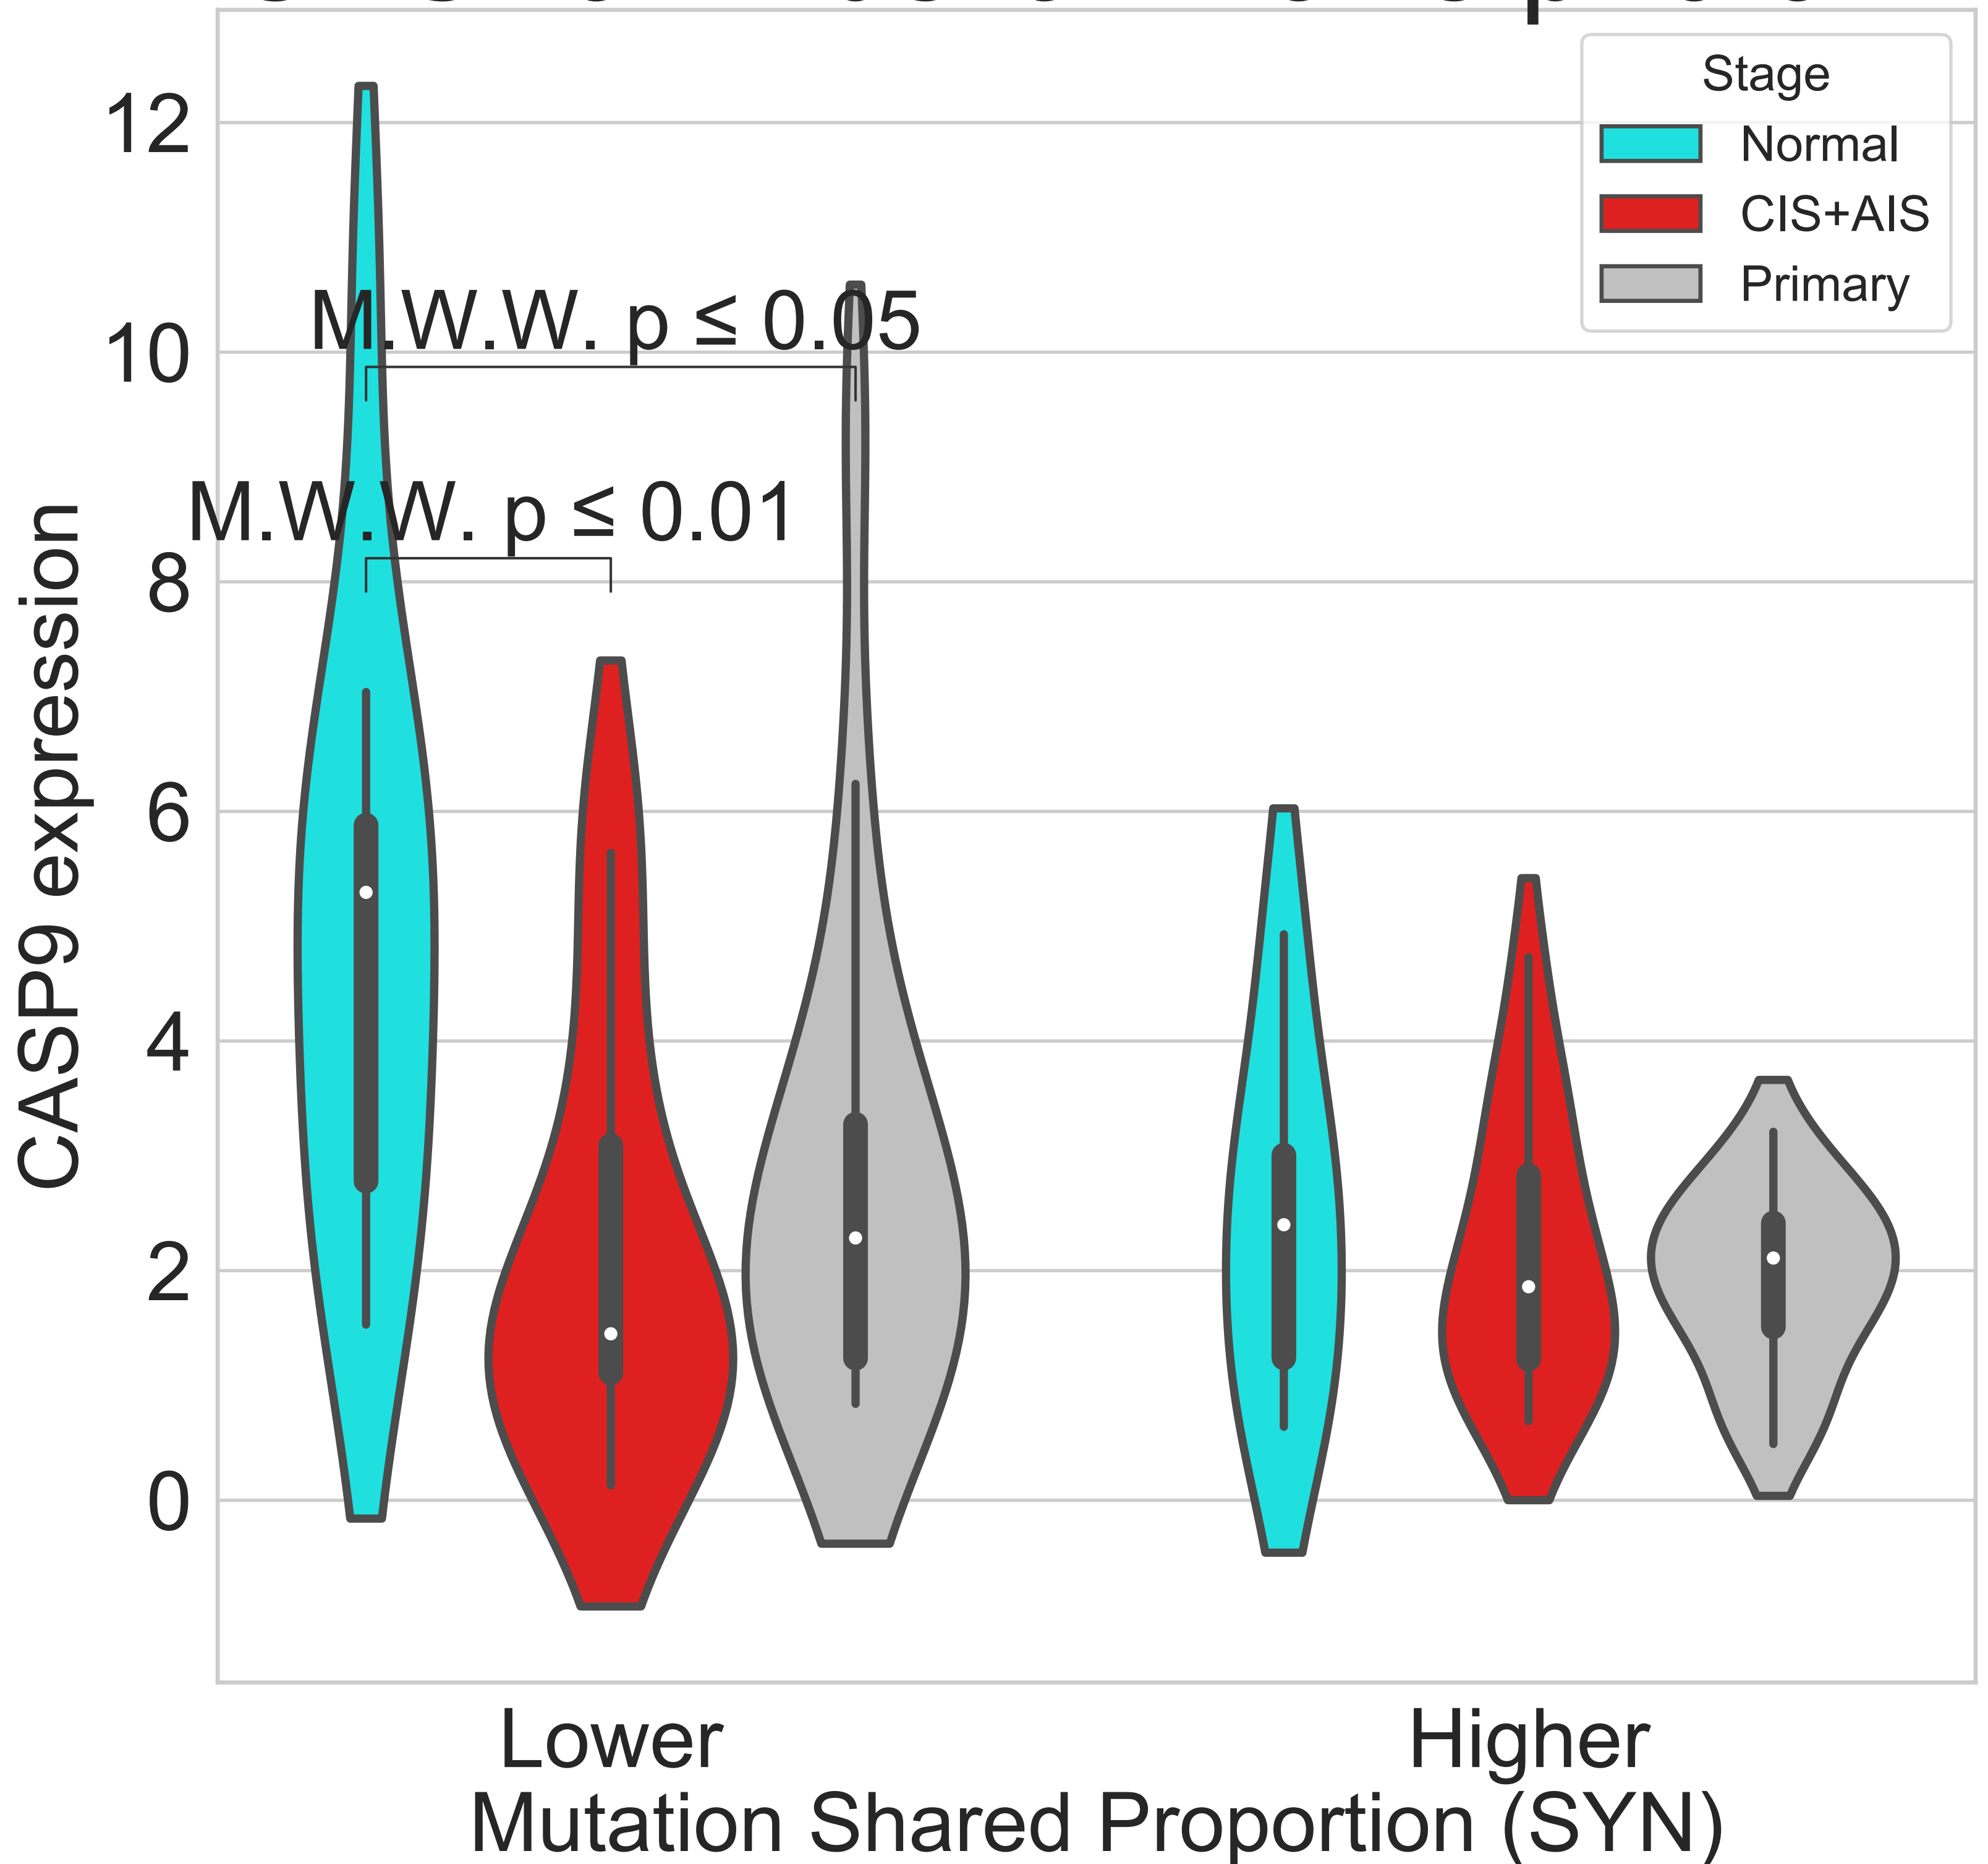 Stage
Normal
CIS+AIS
Primary
12
10
8
6
4
2
0
M.W.W. p ≤ 0.05
M.W.W. p ≤ 0.01
CASP9 expression
Lower
Higher
Mutation Shared Proportion (SYN)